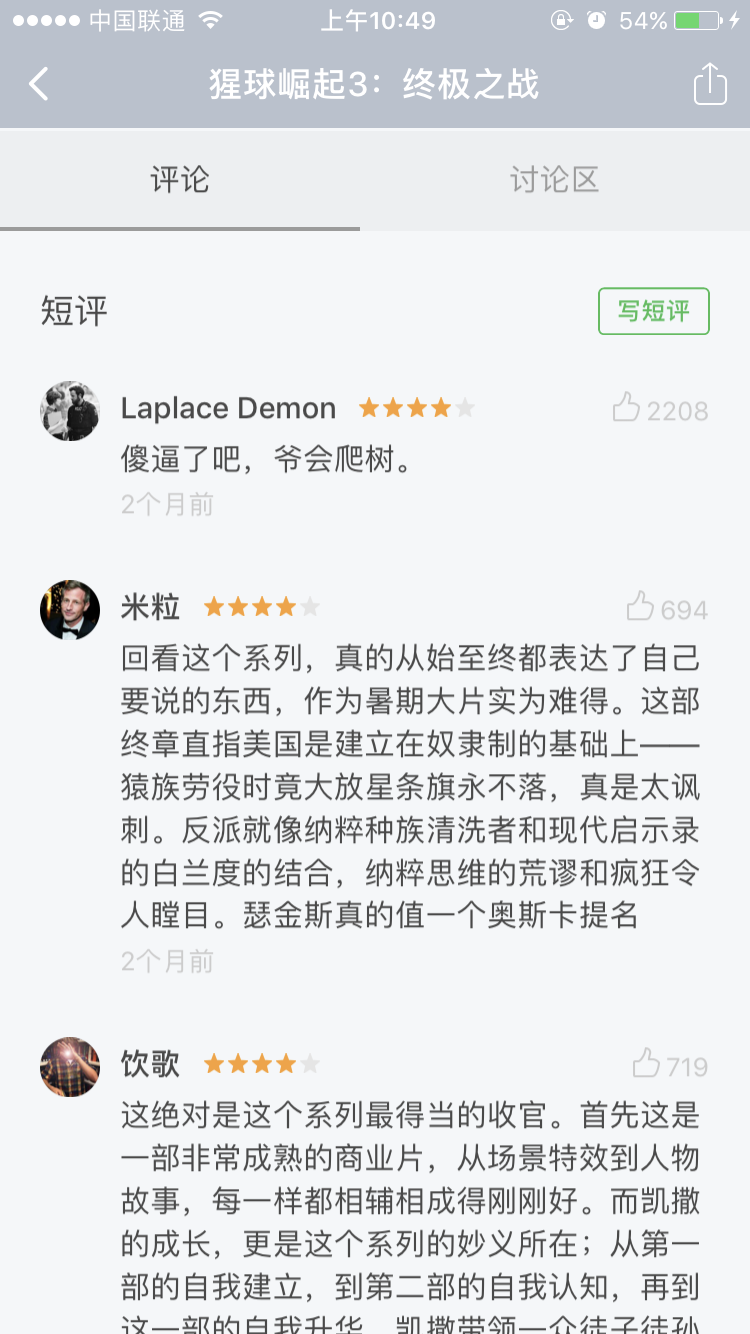 中国联通 上午10:49 54%
猩球崛起3：终极之战
评论 讨论区
短评 写短评
Laplace Demon 2208
傻逼了吧，爷会爬树。
2个月前
米粒 694
回看这个系列，真的从始至终都表达了自己
要说的东西，作为暑期大片实为难得。这部
终章直指美国是建立在奴隶制的基础上——
猿族劳役时竟大放星条旗永不落，真是太讽
刺。反派就像纳粹种族清洗者和现代启示录
的白兰度的结合，纳粹思维的荒谬和疯狂令
人瞠目。瑟金斯真的值一个奥斯卡提名
2个月前
饮歌 719
这绝对是这个系列最得当的收官。首先这是
一部非常成熟的商业片，从场景特效到人物
故事，每一样都相辅相成得刚刚好。而凯撒
的成长，更是这个系列的妙义所在；从第一
部的自我建立，到第二部的自我认知，再到
这一部的自我升华，凯撒带领一众徒子徒孙